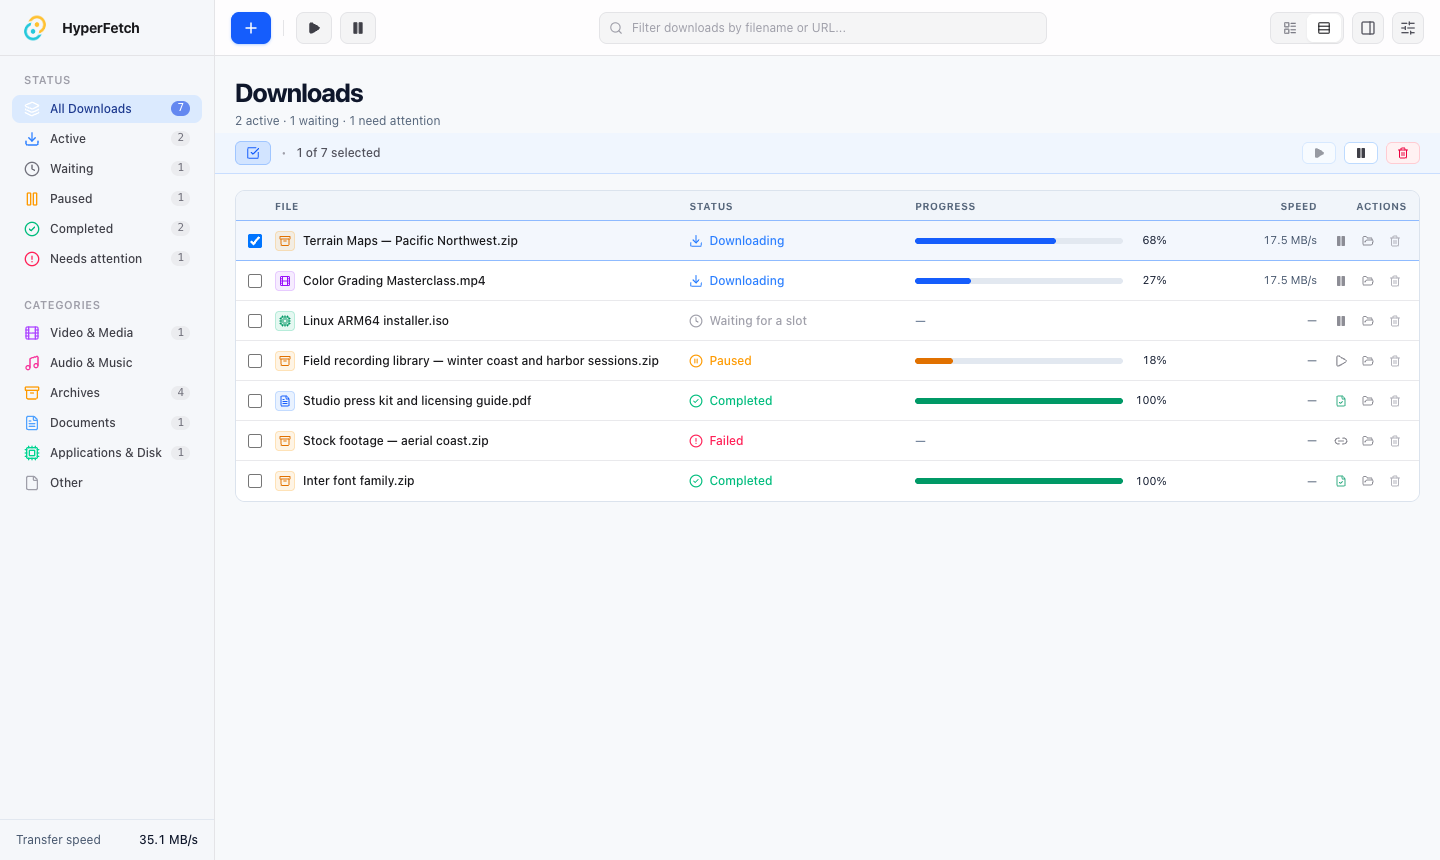 HyperFetch
Filter downloads by filename or URL...
STATUS
All Downloads 7
Active 2
Waiting 1
Paused 1
Completed 2
Needs attention 1
CATEGORIES
Video & Media 1
Audio & Music
Archives 4
Documents 1
Applications & Disk 1
Other
Transfer speed 35.1 MB/s
Downloads
2 active · 1 waiting · 1 need attention
1 of 7 selected
FILE STATUS PROGRESS SPEED ACTIONS
Terrain Maps — Pacific Northwest.zip Downloading 68% 17.5 MB/s
Color Grading Masterclass.mp4 Downloading 27% 17.5 MB/s
Linux ARM64 installer.iso Waiting for a slot — —
Field recording library — winter coast and harbor sessions.zip Paused 18% —
Studio press kit and licensing guide.pdf Completed 100% —
Stock footage — aerial coast.zip Failed — —
Inter font family.zip Completed 100% —